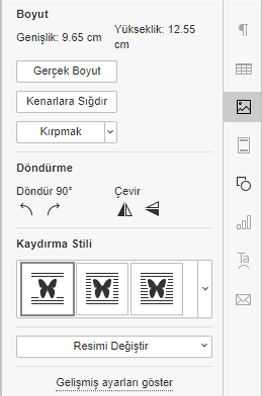 Boyut
Genişlik: 9.65 cm
Yükseklik: 12.55
cm
Gerçek Boyut
Kenarlara Sığdır
Kırpmak
Döndürme
Döndür 90°
Çevir
Kaydırma Stili
Resimi Değiştir
Gelişmiş ayarları göster
Ta